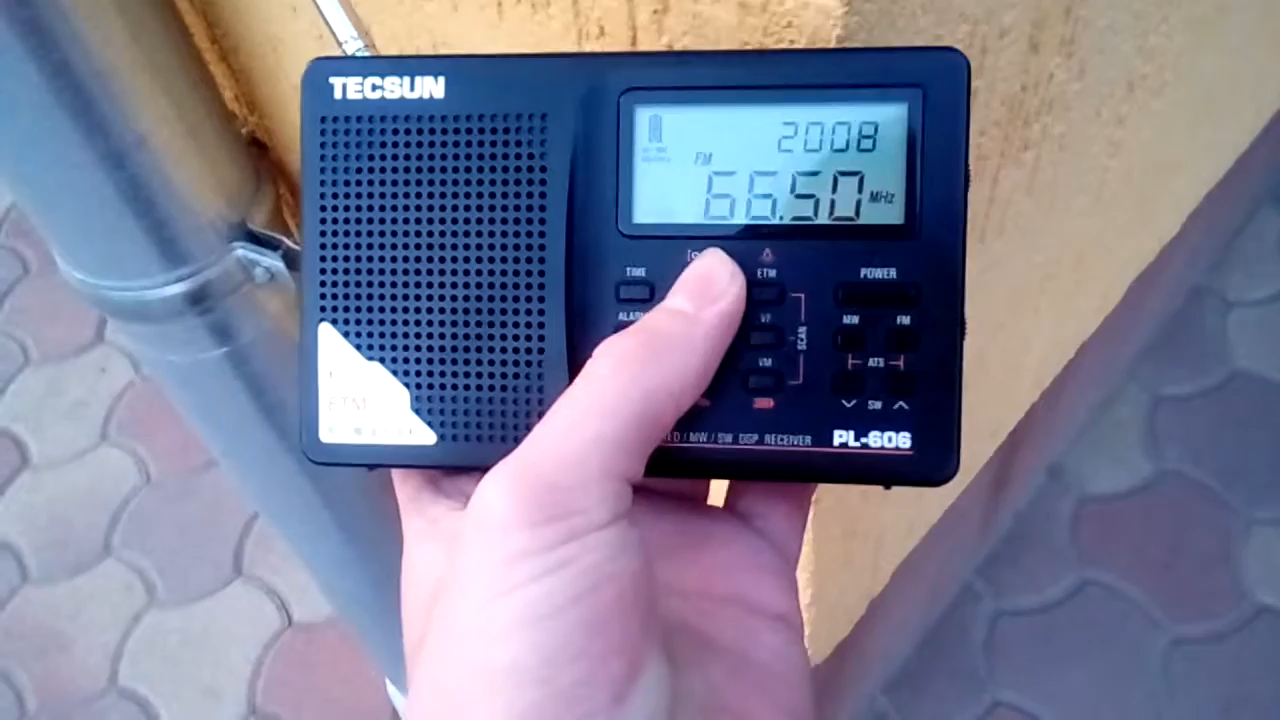 TECSUN
2008
FM
66.50 MHz
TIME
ETM
POWER
VF
MW
FM
SCAN
ATS
VM
SW
ETM
/ MW / SW DSP RECEIVER
PL-606